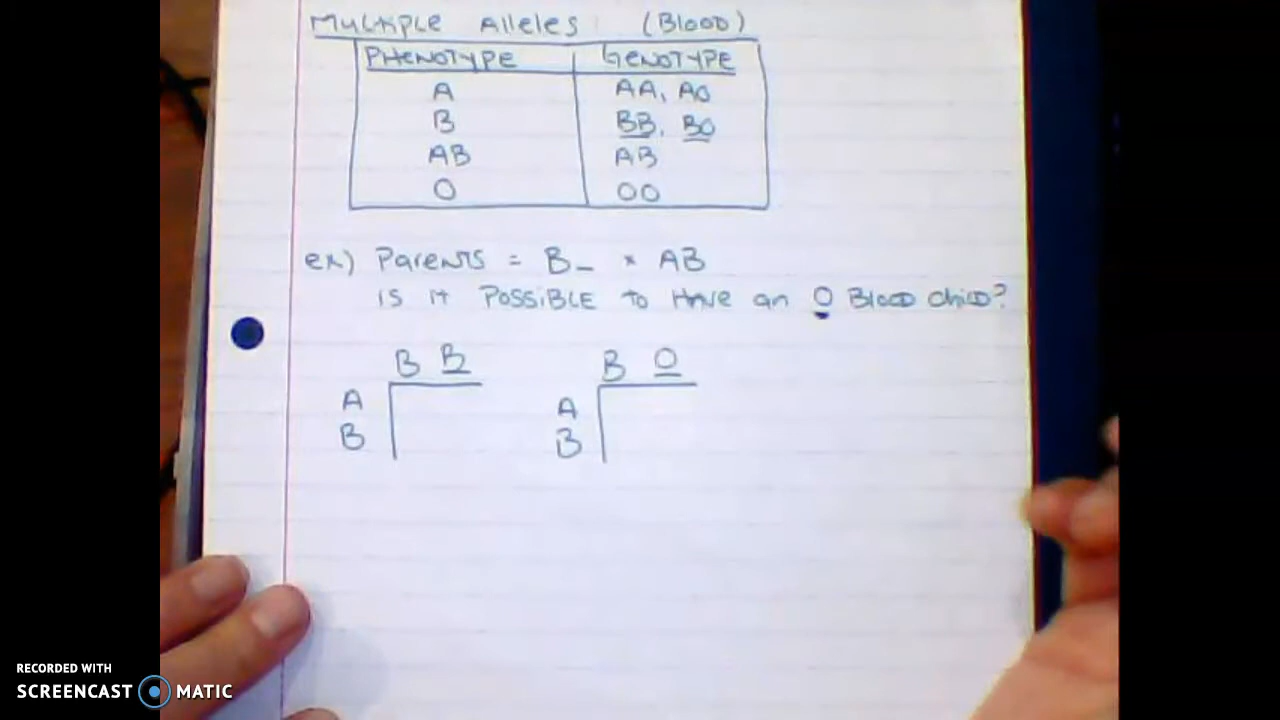 Multiple Alleles (Blood)
PHENOTYPE GENOTYPE
A AA, AO
B BB, BO
AB AB
O OO
ex) Parents = B_ x AB
is it possible to have an O Blood child?
B B B O
A A
B B
RECORDED WITH
SCREENCAST MATIC